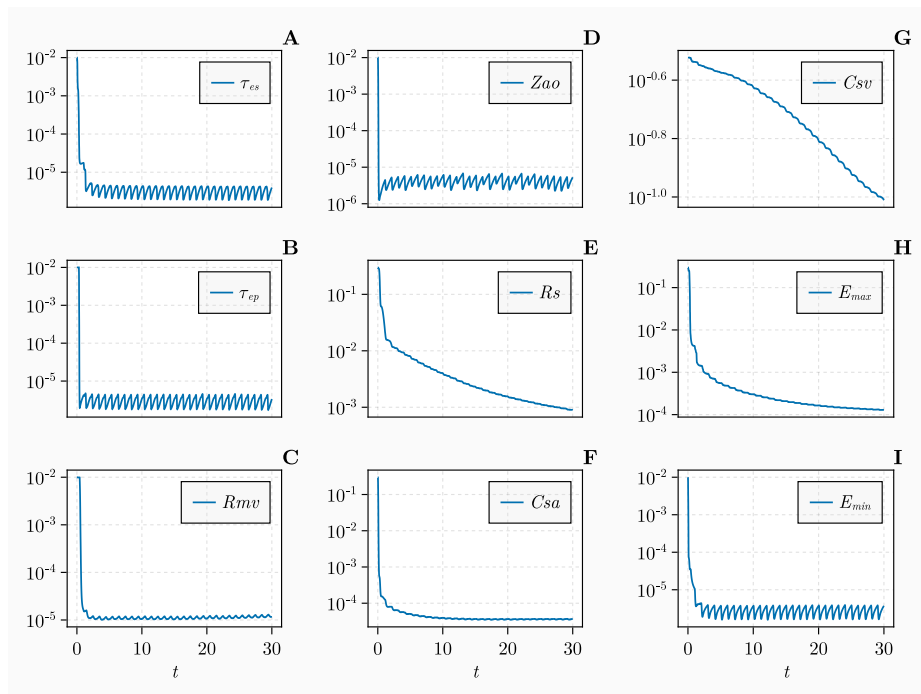 A
10⁻²
10⁻³
10⁻⁴
10⁻⁵
τₑₛ
D
10⁻²
10⁻³
10⁻⁴
10⁻⁵
10⁻⁶
Zao
G
10⁻⁰·⁶
10⁻⁰·⁸
10⁻¹·⁰
Csv
B
10⁻²
10⁻³
10⁻⁴
10⁻⁵
τₑₚ
E
10⁻¹
10⁻²
10⁻³
Rs
H
10⁻¹
10⁻²
10⁻³
10⁻⁴
E_max
C
10⁻²
10⁻³
10⁻⁴
10⁻⁵
Rmv
0 10 20 30
t
F
10⁻¹
10⁻²
10⁻³
10⁻⁴
Csa
0 10 20 30
t
I
10⁻²
10⁻³
10⁻⁴
10⁻⁵
E_min
0 10 20 30
t